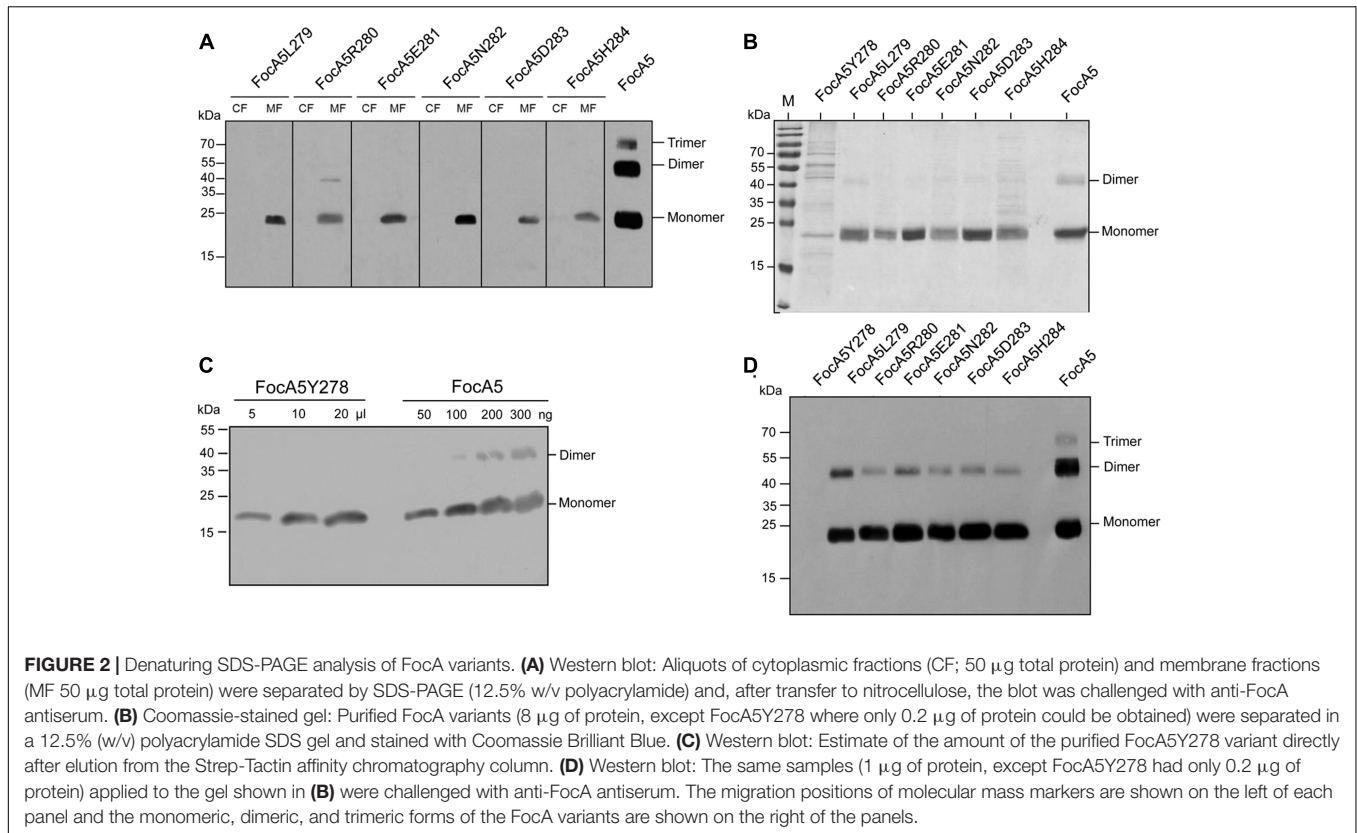 A
FocA5L279 FocA5R280 FocA5E281 FocA5N282 FocA5D283 FocA5H284 FocA5
CF MF CF MF CF MF CF MF CF MF CF MF
kDa
70
55
40
35
25
15
Trimer
Dimer
Monomer
B
FocA5Y278 FocA5L279 FocA5R280 FocA5E281 FocA5N282 FocA5D283 FocA5H284 FocA5
M
kDa
70
55
40
35
25
15
Dimer
Monomer
C
FocA5Y278 FocA5
kDa 5 10 20 µl 50 100 200 300 ng
55
40
35
25
15
Dimer
Monomer
D
FocA5Y278 FocA5L279 FocA5R280 FocA5E281 FocA5N282 FocA5D283 FocA5H284 FocA5
kDa
70
55
40
35
25
15
Trimer
Dimer
Monomer
FIGURE 2 | Denaturing SDS-PAGE analysis of FocA variants. (A) Western blot: Aliquots of cytoplasmic fractions (CF; 50 µg total protein) and membrane fractions
(MF 50 µg total protein) were separated by SDS-PAGE (12.5% w/v polyacrylamide) and, after transfer to nitrocellulose, the blot was challenged with anti-FocA
antiserum. (B) Coomassie-stained gel: Purified FocA variants (8 µg of protein, except FocA5Y278 where only 0.2 µg of protein could be obtained) were separated in
a 12.5% (w/v) polyacrylamide SDS gel and stained with Coomassie Brilliant Blue. (C) Western blot: Estimate of the amount of the purified FocA5Y278 variant directly
after elution from the Strep-Tactin affinity chromatography column. (D) Western blot: The same samples (1 µg of protein, except FocA5Y278 had only 0.2 µg of
protein) applied to the gel shown in (B) were challenged with anti-FocA antiserum. The migration positions of molecular mass markers are shown on the left of each
panel and the monomeric, dimeric, and trimeric forms of the FocA variants are shown on the right of the panels.